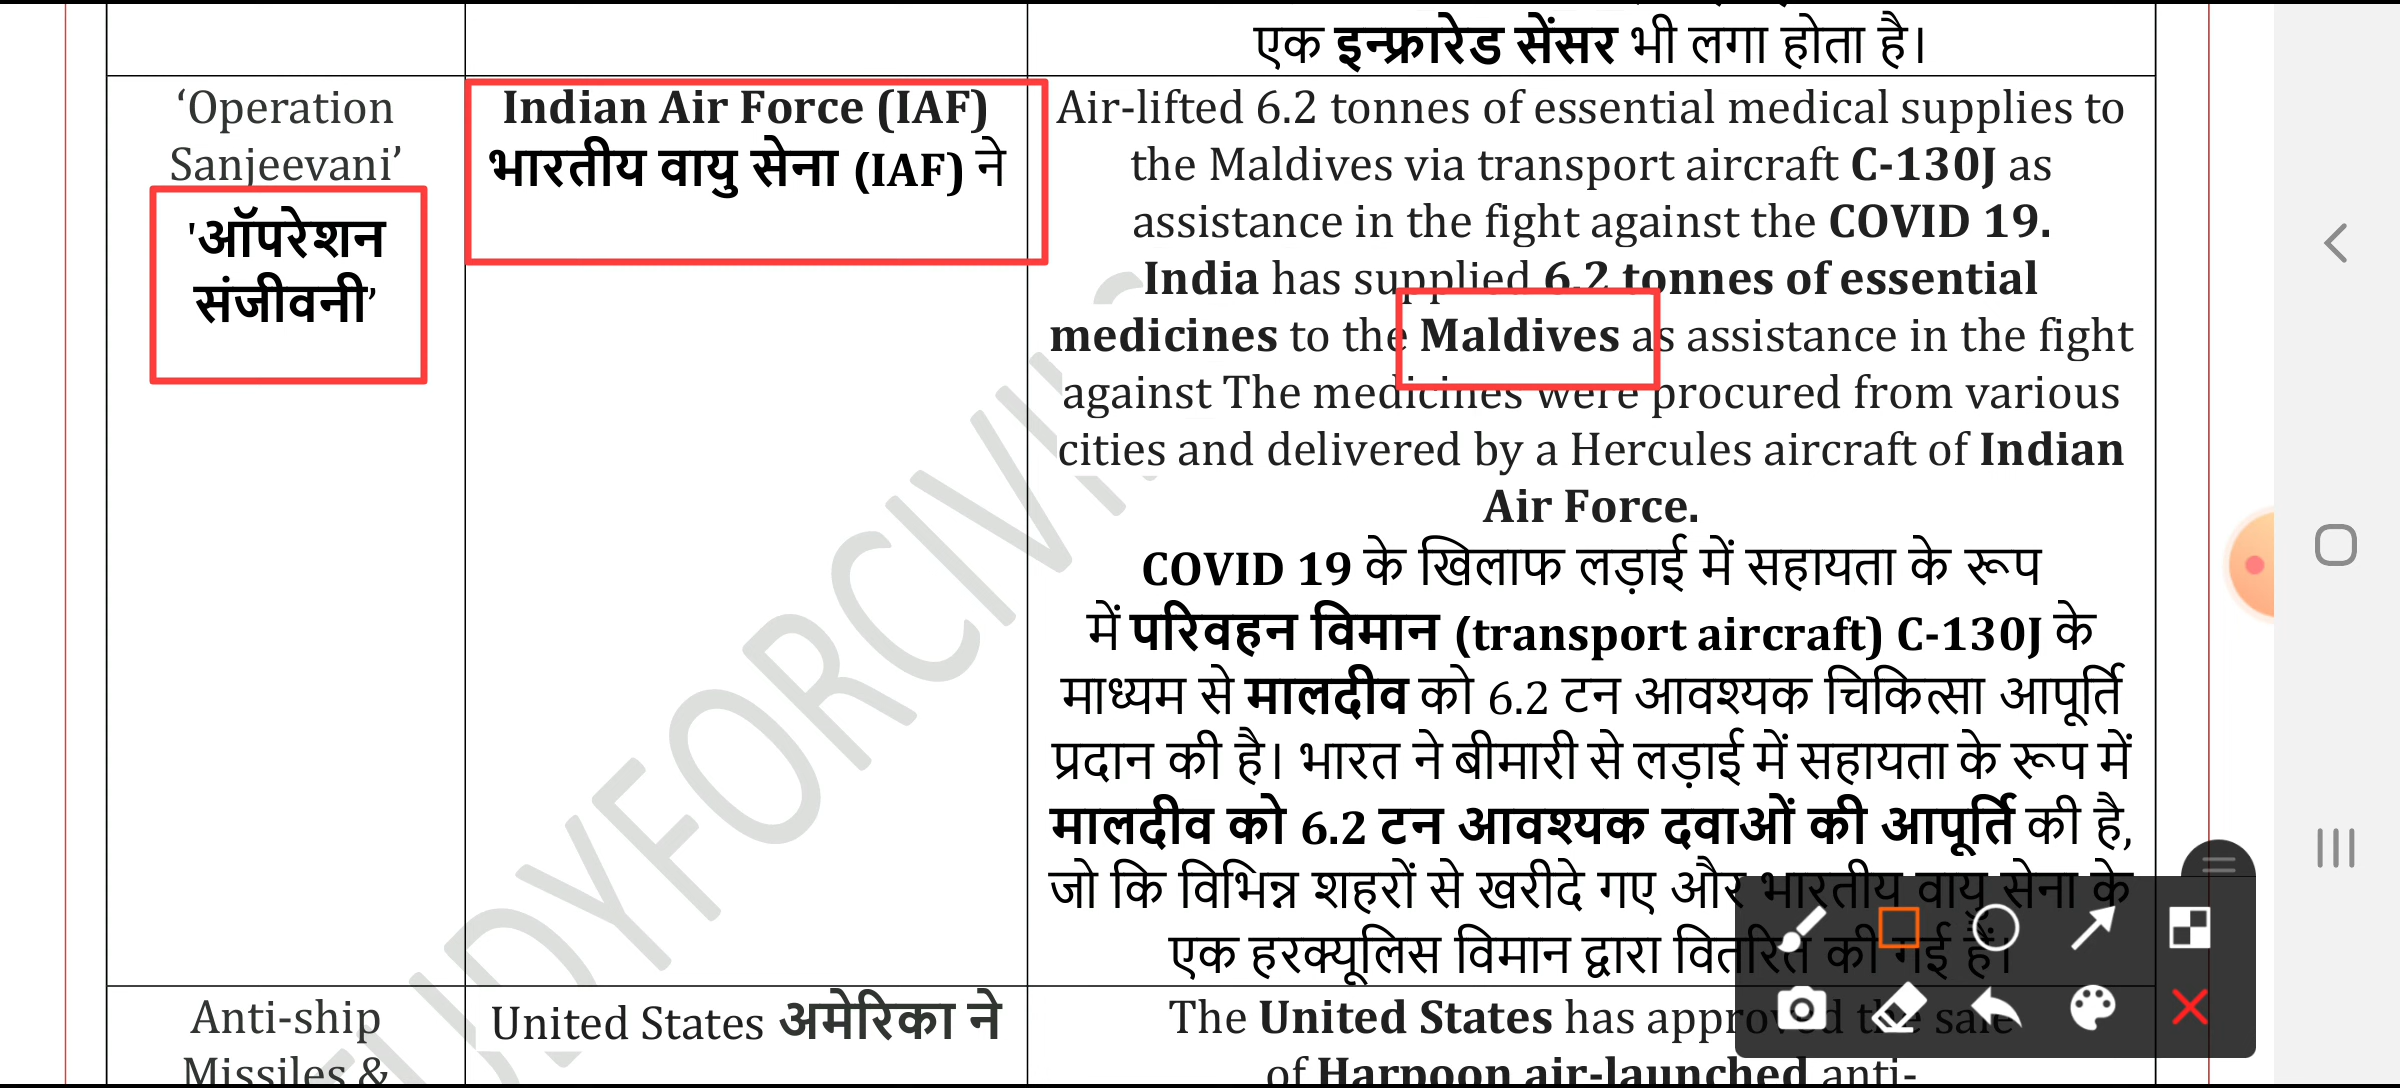 एक इन्फ्रारेड सेंसर भी लगा होता है।
‘Operation
Sanjeevani’
'ऑपरेशन
संजीवनी’
Indian Air Force (IAF)
भारतीय वायु सेना (IAF) ने
Air-lifted 6.2 tonnes of essential medical supplies to
the Maldives via transport aircraft C-130J as
assistance in the fight against the COVID 19.
India has supplied 6.2 tonnes of essential
medicines to the Maldives as assistance in the fight
against The medicines were procured from various
cities and delivered by a Hercules aircraft of Indian
Air Force.
COVID 19 के खिलाफ लड़ाई में सहायता के रूप
में परिवहन विमान (transport aircraft) C-130J के
माध्यम से मालदीव को 6.2 टन आवश्यक चिकित्सा आपूर्ति
प्रदान की है। भारत ने बीमारी से लड़ाई में सहायता के रूप में
मालदीव को 6.2 टन आवश्यक दवाओं की आपूर्ति की है,
जो कि विभिन्न शहरों से खरीदे गए और भारतीय वायु सेना के
एक हरक्यूलिस विमान द्वारा वितरित की गई हैं।
Anti-ship
Missiles &
United States अमेरिका ने
The United States has approved the sale
of Harpoon air-launched anti-
UDYFORCIVI